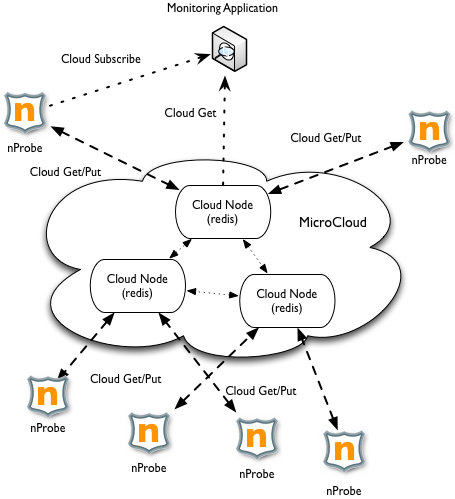 Monitoring Application
Cloud Subscribe
Cloud Get
n
nProbe
Cloud Get/Put
n
nProbe
Cloud Get/Put
Cloud Node
(redis)
MicroCloud
Cloud Node
(redis)
Cloud Node
(redis)
Cloud Get/Put
Cloud Get/Put
n
nProbe
n
nProbe
n
nProbe
n
nProbe